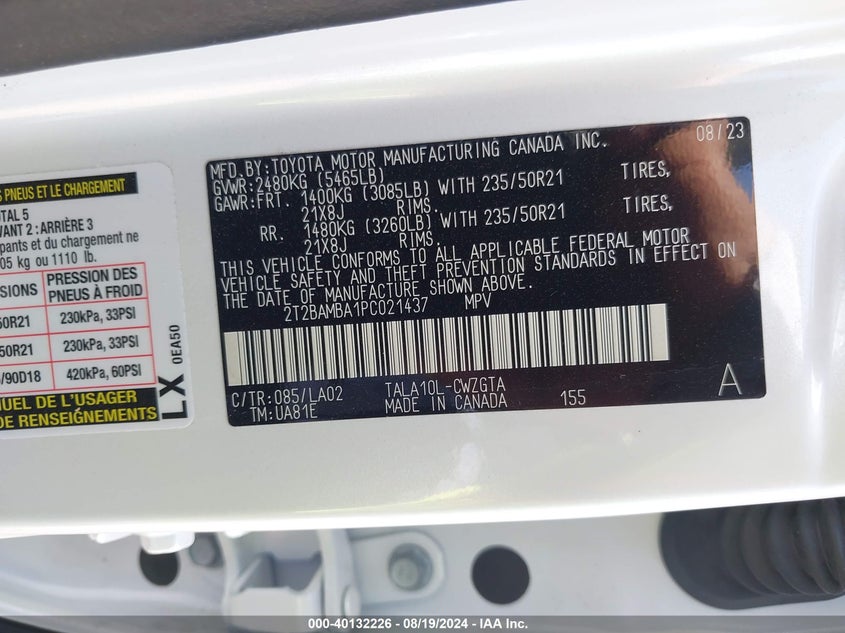 S PNEUS ET LE CHARGEMENT
TAL 5
VANT 2 : ARRIÈRE 3
pants et du chargement ne
05 kg ou 1110 lb.
SIONS PRESSION DES PNEUS À FROID
50R21 230kPa, 33PSI
50R21 230kPa, 33PSI
/90D18 420kPa, 60PSI
NUEL DE L'USAGER
DE RENSEIGNEMENTS
LX 0EA50
MFD.BY:TOYOTA MOTOR MANUFACTURING CANADA INC. 08/23
GVWR:2480KG (5465LB)
GAWR:FRT. 1400KG (3085LB) WITH 235/50R21 TIRES,
21X8J RIMS.
RR. 1480KG (3260LB) WITH 235/50R21 TIRES,
21X8J RIMS.
THIS VEHICLE CONFORMS TO ALL APPLICABLE FEDERAL MOTOR
VEHICLE SAFETY AND THEFT PREVENTION STANDARDS IN EFFECT ON
THE DATE OF MANUFACTURE SHOWN ABOVE.
2T2BAMBA1PC021437 MPV
C/TR:085/LA02 TALA10L-CWZGTA
TM:UA81E MADE IN CANADA 155 A
000-40132226 - 08/19/2024 - IAA Inc.